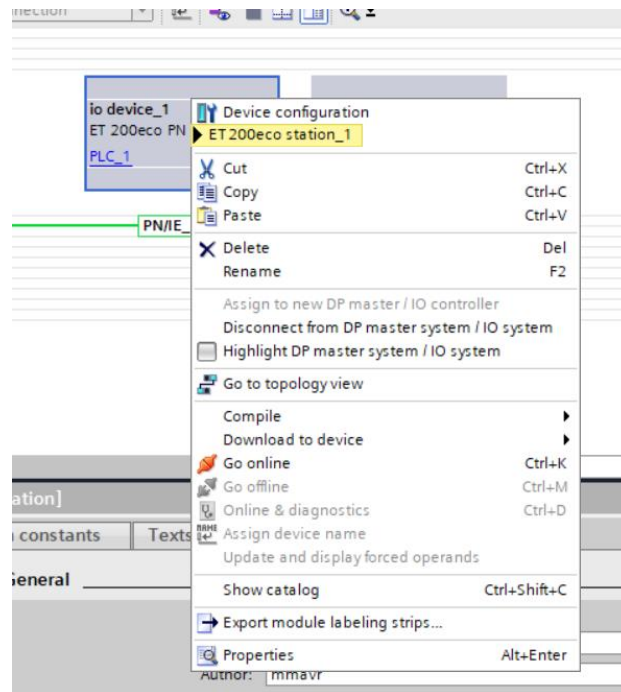 io device_1
ET 200eco PN
PLC_1
PN/IE_
Device configuration
ET 200eco station_1
Cut Ctrl+X
Copy Ctrl+C
Paste Ctrl+V
Delete Del
Rename F2
Assign to new DP master / IO controller
Disconnect from DP master system / IO system
Highlight DP master system / IO system
Go to topology view
Compile
Download to device
Go online Ctrl+K
Go offline Ctrl+M
Online & diagnostics Ctrl+D
NAME
Assign device name
Update and display forced operands
Show catalog Ctrl+Shift+C
Export module labeling strips...
Properties Alt+Enter
ation]
constants Texts
General
Author: mmavr